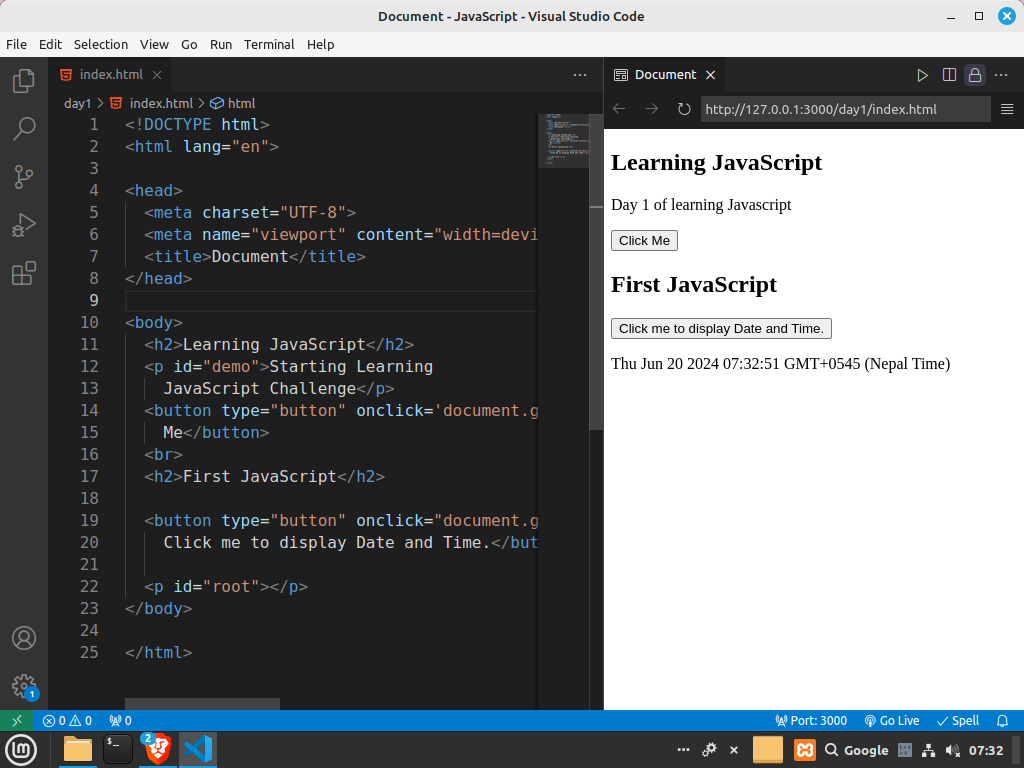 Document - JavaScript - Visual Studio Code
File Edit Selection View Go Run Terminal Help
index.html
day1 > index.html > html
1 <!DOCTYPE html>
2 <html lang="en">
3
4 <head>
5 <meta charset="UTF-8">
6 <meta name="viewport" content="width=devi
7 <title>Document</title>
8 </head>
9
10 <body>
11 <h2>Learning JavaScript</h2>
12 <p id="demo">Starting Learning
13 JavaScript Challenge</p>
14 <button type="button" onclick='document.g
15 Me</button>
16 <br>
17 <h2>First JavaScript</h2>
18
19 <button type="button" onclick="document.g
20 Click me to display Date and Time.</but
21
22 <p id="root"></p>
23 </body>
24
25 </html>
Document
http://127.0.0.1:3000/day1/index.html
Learning JavaScript
Day 1 of learning Javascript
Click Me
First JavaScript
Click me to display Date and Time.
Thu Jun 20 2024 07:32:51 GMT+0545 (Nepal Time)
1
0 0 0 Port: 3000 Go Live Spell
$_ 2 Google 07:32